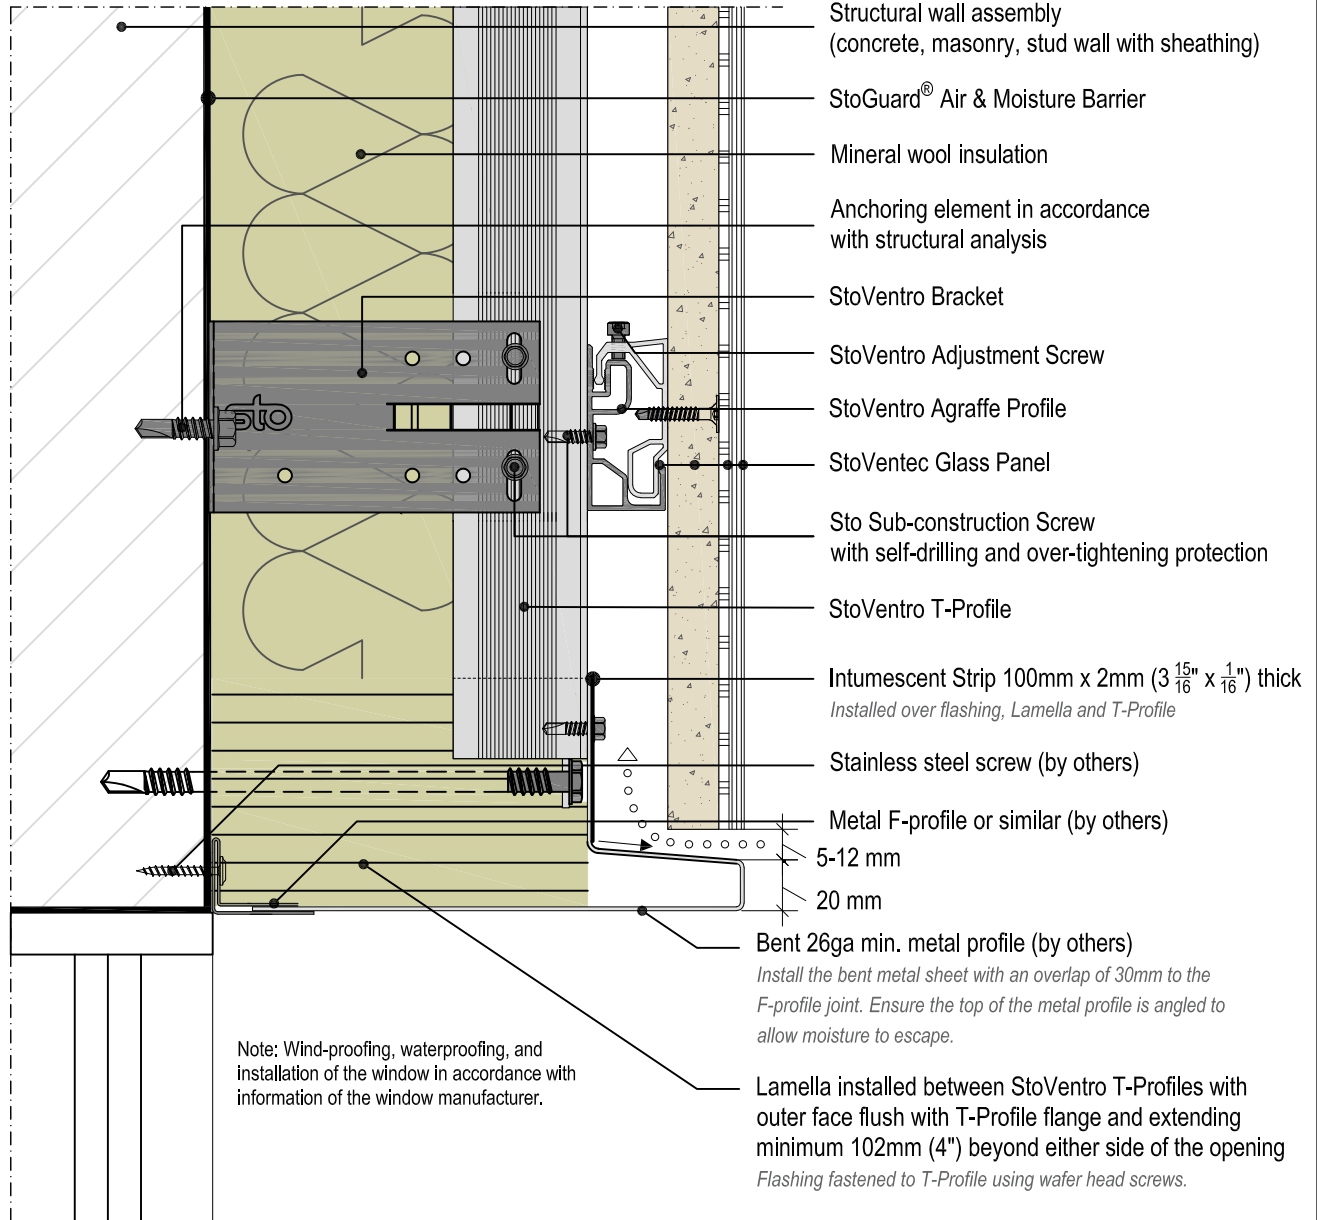 Structural wall assembly
(concrete, masonry, stud wall with sheathing)
StoGuard® Air & Moisture Barrier
Mineral wool insulation
Anchoring element in accordance
with structural analysis
StoVentro Bracket
StoVentro Adjustment Screw
StoVentro Agraffe Profile
sto
StoVentec Glass Panel
Sto Sub-construction Screw
with self-drilling and over-tightening protection
StoVentro T-Profile
Intumescent Strip 100mm x 2mm (3 15/16" x 1/16") thick
Installed over flashing, Lamella and T-Profile
Stainless steel screw (by others)
Metal F-profile or similar (by others)
5-12 mm
20 mm
Bent 26ga min. metal profile (by others)
Install the bent metal sheet with an overlap of 30mm to the
F-profile joint. Ensure the top of the metal profile is angled to
allow moisture to escape.
Note: Wind-proofing, waterproofing, and
installation of the window in accordance with
information of the window manufacturer.
Lamella installed between StoVentro T-Profiles with
outer face flush with T-Profile flange and extending
minimum 102mm (4") beyond either side of the opening
Flashing fastened to T-Profile using wafer head screws.